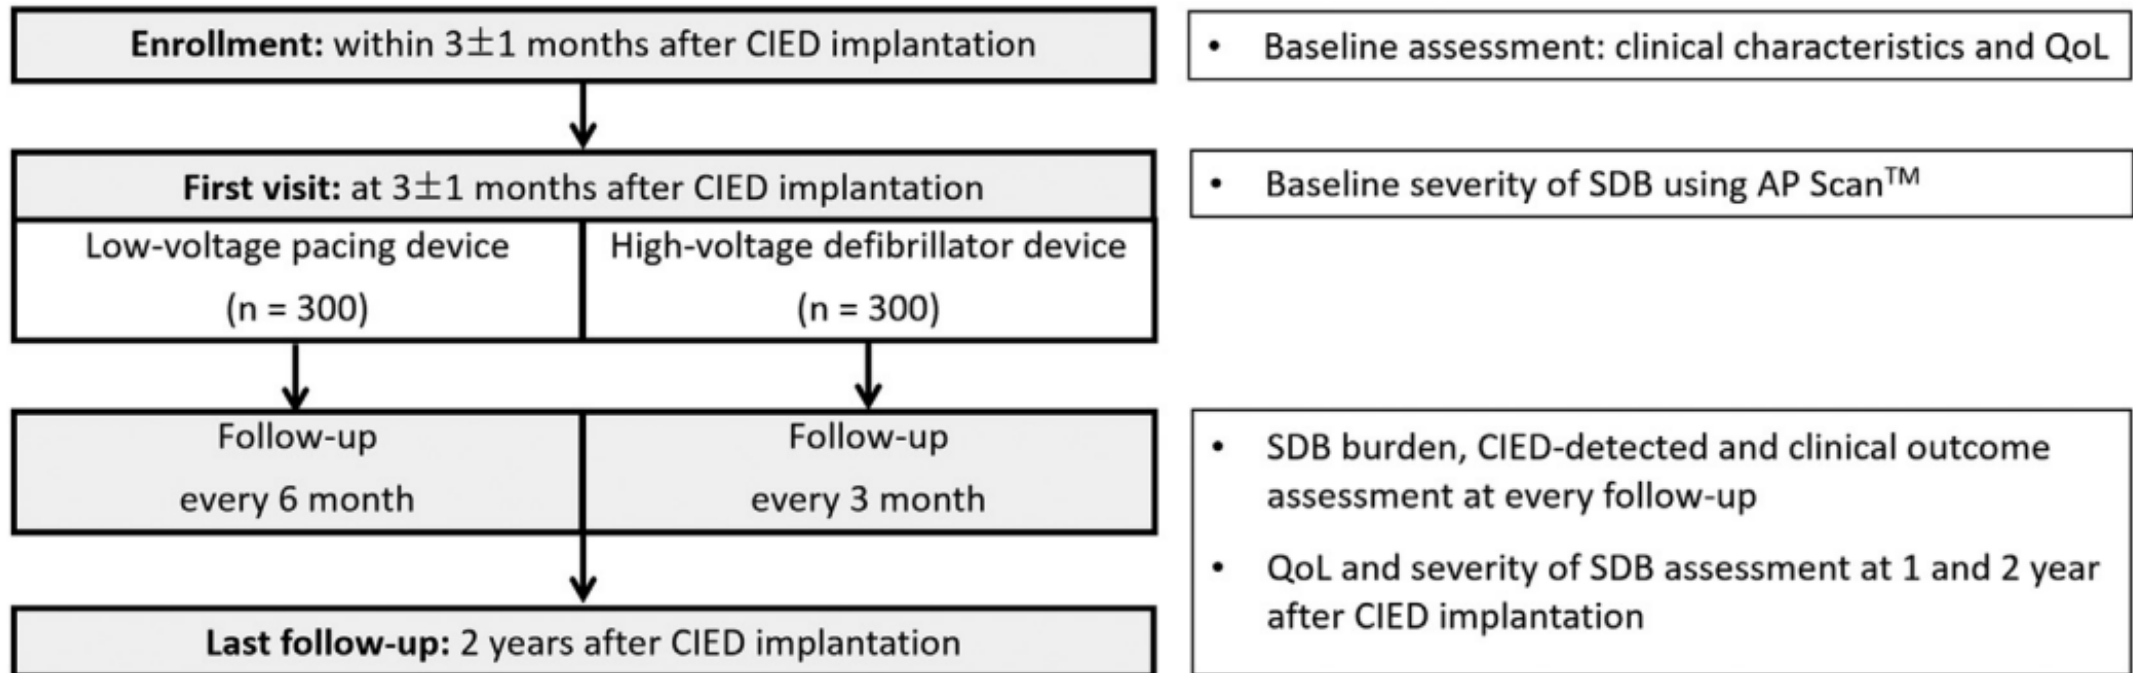 Enrollment: within 3±1 months after CIED implantation
• Baseline assessment: clinical characteristics and QoL
First visit: at 3±1 months after CIED implantation
• Baseline severity of SDB using AP Scan™
Low-voltage pacing device
(n = 300)
High-voltage defibrillator device
(n = 300)
Follow-up
every 6 month
Follow-up
every 3 month
• SDB burden, CIED-detected and clinical outcome
assessment at every follow-up
• QoL and severity of SDB assessment at 1 and 2 year
after CIED implantation
Last follow-up: 2 years after CIED implantation